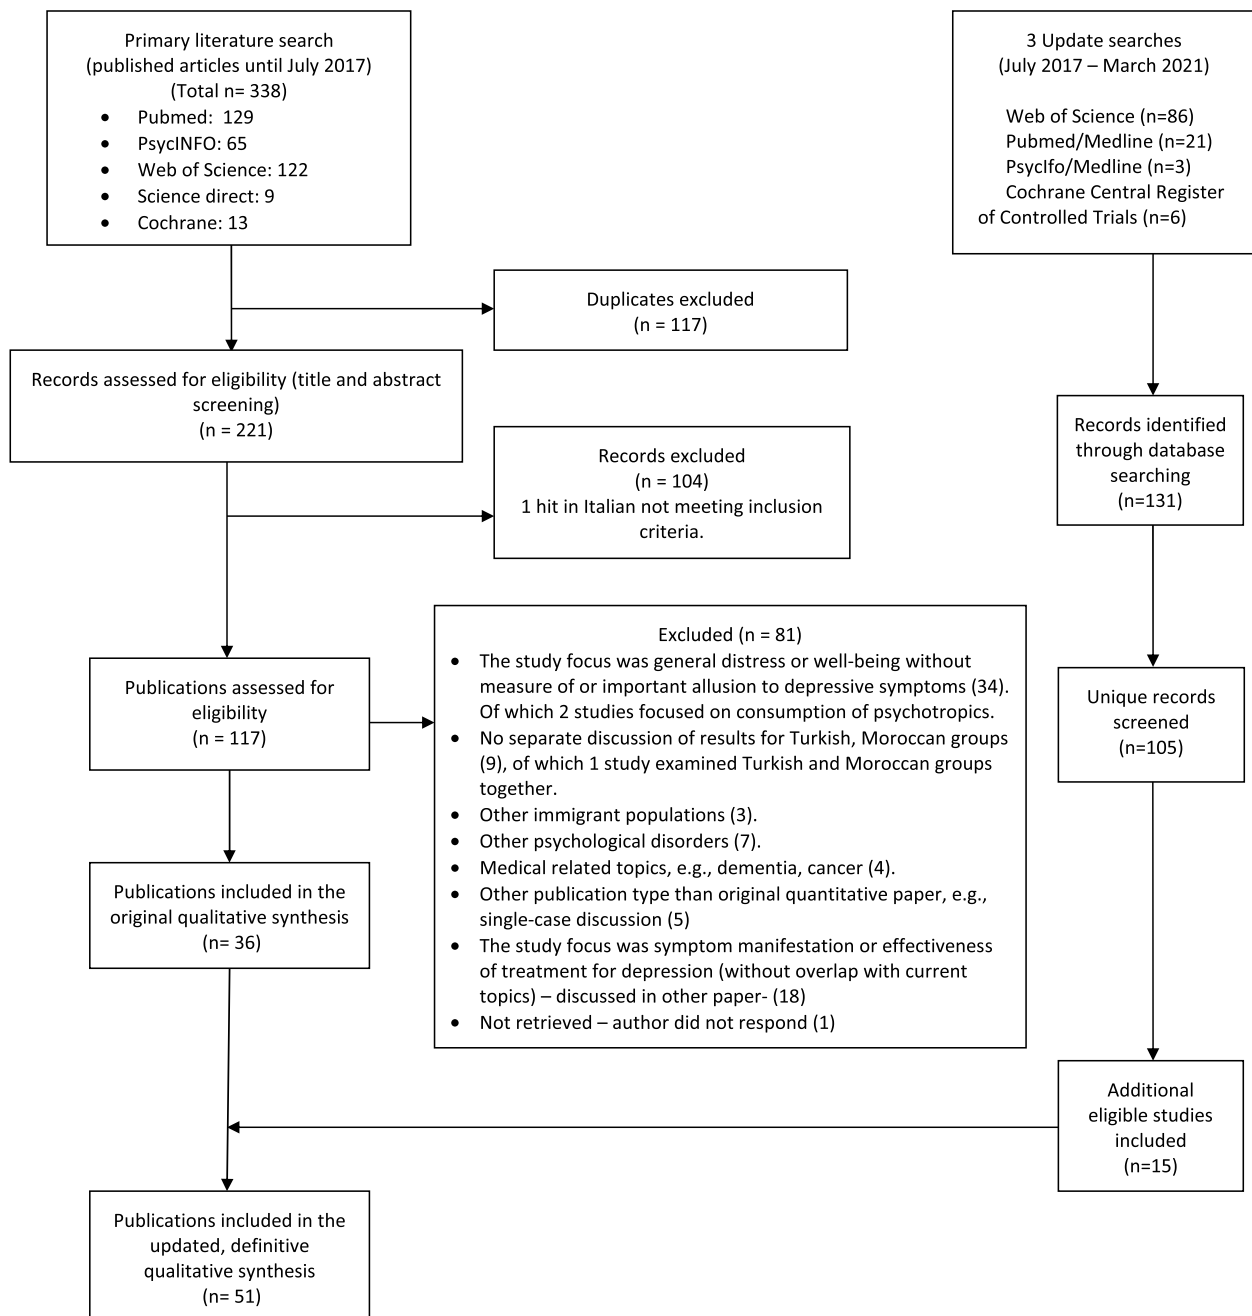 Primary literature search
(published articles until July 2017)
(Total n= 338)
• Pubmed: 129
• PsycINFO: 65
• Web of Science: 122
• Science direct: 9
• Cochrane: 13
3 Update searches
(July 2017 – March 2021)
Web of Science (n=86)
Pubmed/Medline (n=21)
PsycIfo/Medline (n=3)
Cochrane Central Register
of Controlled Trials (n=6)
Duplicates excluded
(n = 117)
Records assessed for eligibility (title and abstract
screening)
(n = 221)
Records identified
through database
searching
(n=131)
Records excluded
(n = 104)
1 hit in Italian not meeting inclusion
criteria.
Publications assessed for
eligibility
(n = 117)
Excluded (n = 81)
• The study focus was general distress or well-being without
measure of or important allusion to depressive symptoms (34).
Of which 2 studies focused on consumption of psychotropics.
• No separate discussion of results for Turkish, Moroccan groups
(9), of which 1 study examined Turkish and Moroccan groups
together.
• Other immigrant populations (3).
• Other psychological disorders (7).
• Medical related topics, e.g., dementia, cancer (4).
• Other publication type than original quantitative paper, e.g.,
single-case discussion (5)
• The study focus was symptom manifestation or effectiveness
of treatment for depression (without overlap with current
topics) – discussed in other paper- (18)
• Not retrieved – author did not respond (1)
Unique records
screened
(n=105)
Publications included in the
original qualitative synthesis
(n= 36)
Additional
eligible studies
included
(n=15)
Publications included in the
updated, definitive
qualitative synthesis
(n= 51)